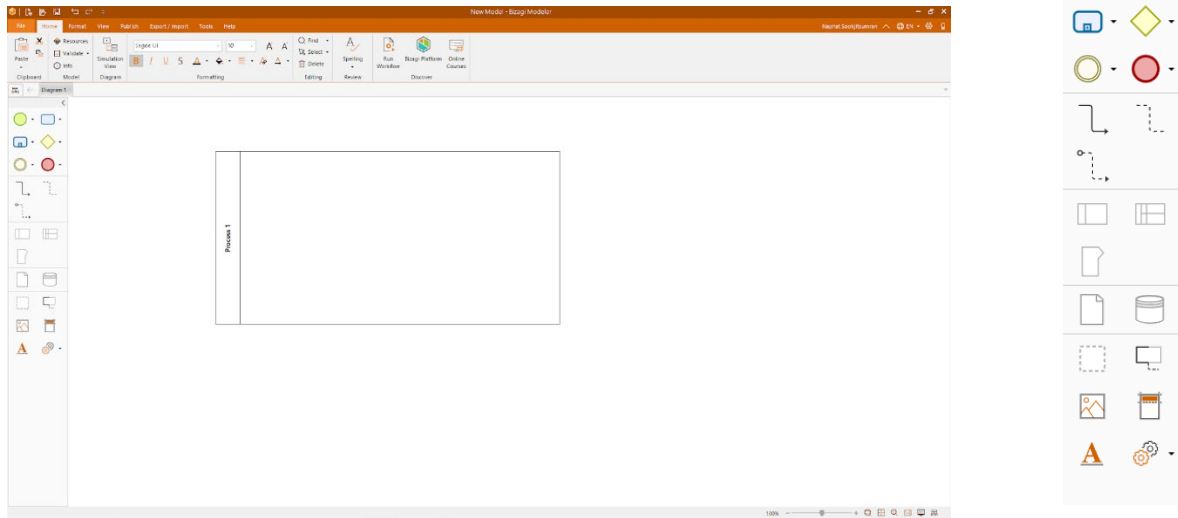 New Model - Bizagi Modeler
File Home Format View Publish Export / Import Tools Help
EN
Paste
Resources
Validate
Info
Simulation View
Segoe UI 10
B I U S A
A A
A
Find
Select
Delete
Spelling
Run Workflow
Bizagi Platform
Online Courses
Clipboard Model Diagram Formatting Editing Review Discover
Diagram 1
Process 1
A
100%
A